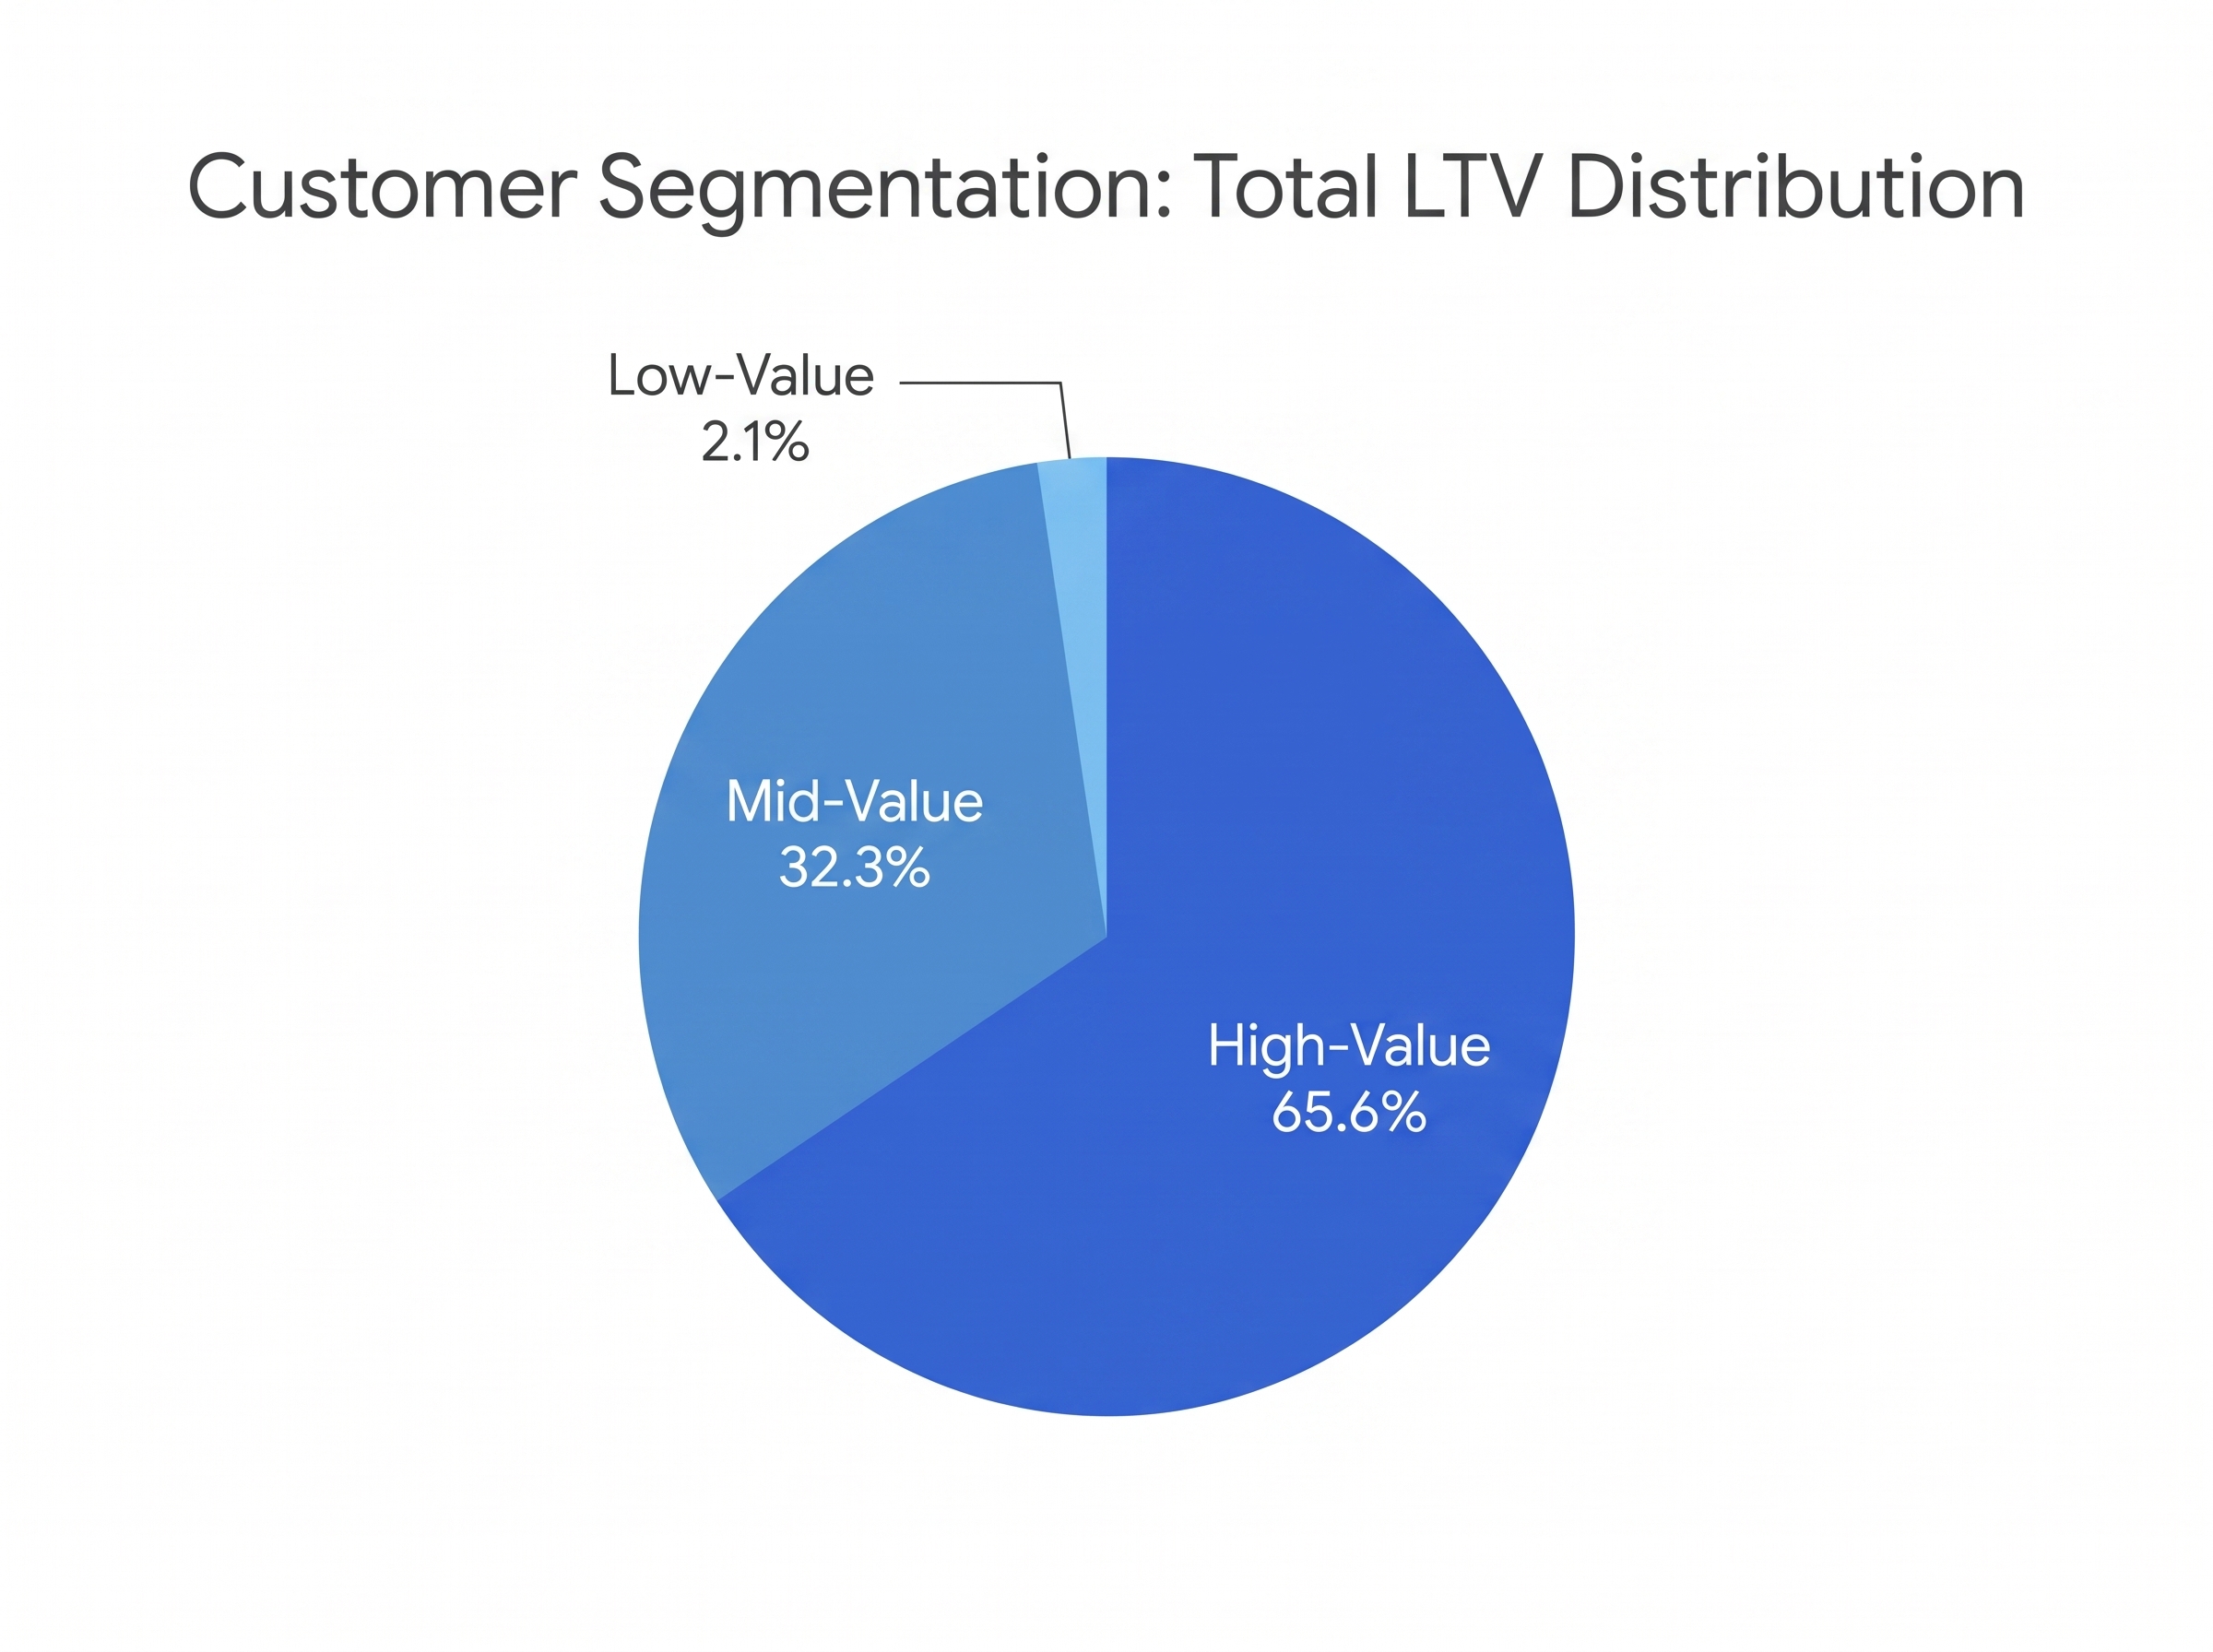 Customer Segmentation: Total LTV Distribution
Low-Value
2.1%
Mid-Value
32.3%
High-Value
65.6%